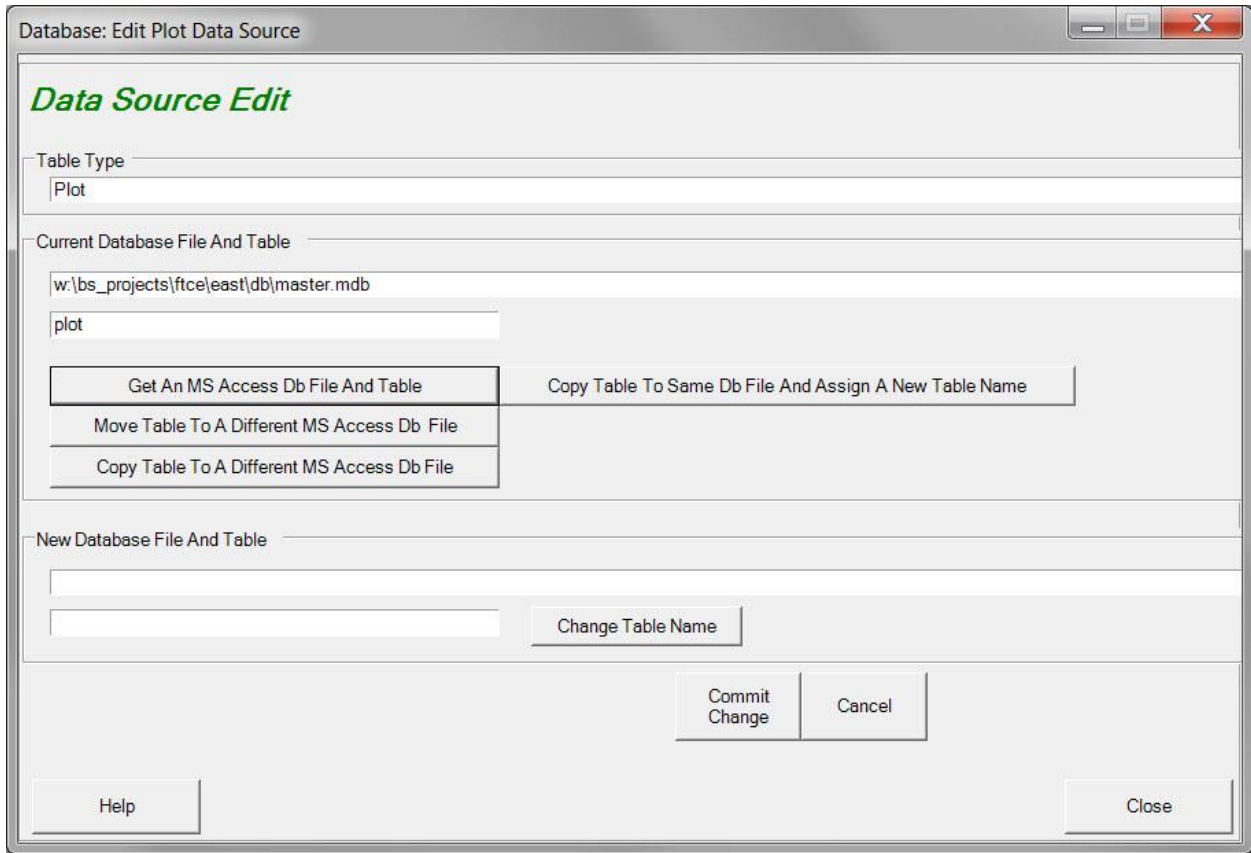 Database: Edit Plot Data Source
Data Source Edit
Table Type
Plot
Current Database File And Table
w:\bs_projects\ftce\east\db\master.mdb
plot
Get An MS Access Db File And Table
Copy Table To Same Db File And Assign A New Table Name
Move Table To A Different MS Access Db File
Copy Table To A Different MS Access Db File
New Database File And Table
Change Table Name
Commit
Change
Cancel
Help
Close